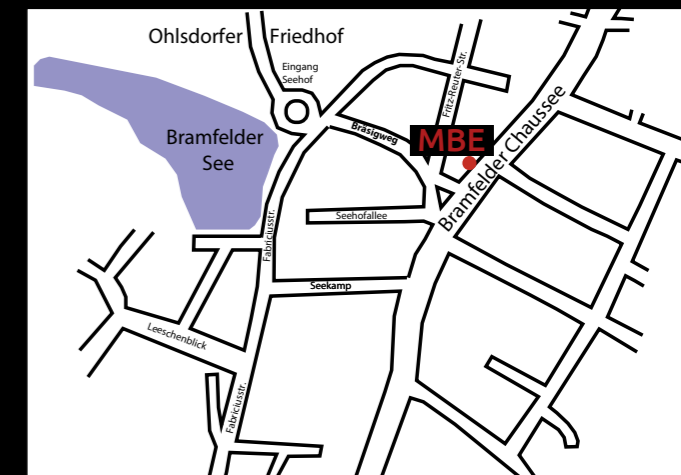 Ohlsdorfer Friedhof
Eingang
Seehof
Fritz-Reuter-Str.
Bramfelder
See
Bräsigweg
MBE
Bramfelder Chaussee
Seehofallee
Fabriciusstr.
Seekamp
Leeschenblick
Fabriciusstr.